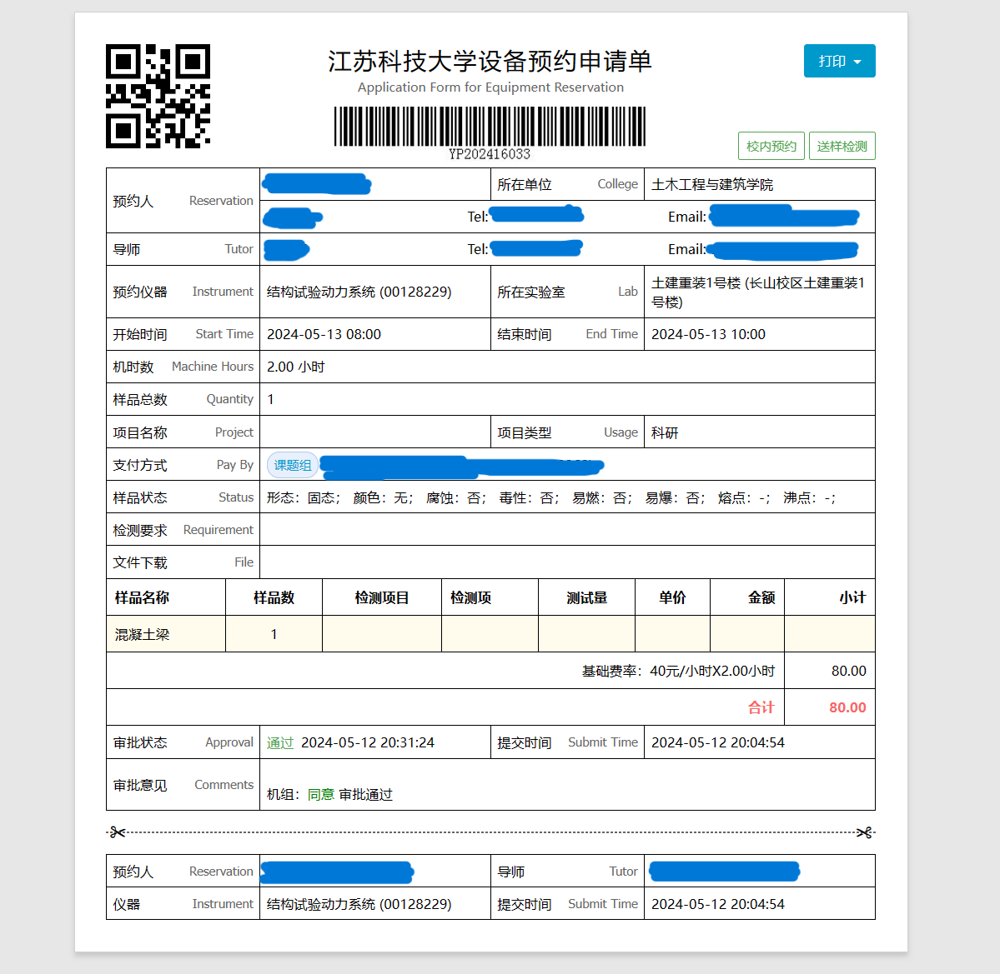 江苏科技大学设备预约申请单
打印
Application Form for Equipment Reservation
YP202416033
校内预约 送样检测
预约人 Reservation 所在单位 College 土木工程与建筑学院
Tel: Email:
导师 Tutor Tel: Email:
预约仪器 Instrument 结构试验动力系统 (00128229) 所在实验室 Lab 土建重装1号楼 (长山校区土建重装1
号楼)
开始时间 Start Time 2024-05-13 08:00 结束时间 End Time 2024-05-13 10:00
机时数 Machine Hours 2.00 小时
样品总数 Quantity 1
项目名称 Project 项目类型 Usage 科研
支付方式 Pay By 课题组
样品状态 Status 形态：固态； 颜色：无； 腐蚀：否； 毒性：否； 易燃：否； 易爆：否； 熔点：-； 沸点：-；
检测要求 Requirement
文件下载 File
样品名称 样品数 检测项目 检测项 测试量 单价 金额 小计
混凝土梁 1
基础费率：40元/小时X2.00小时 80.00
合计 80.00
审批状态 Approval 通过 2024-05-12 20:31:24 提交时间 Submit Time 2024-05-12 20:04:54
审批意见 Comments 机组：同意 审批通过
预约人 Reservation 导师 Tutor
仪器 Instrument 结构试验动力系统 (00128229) 提交时间 Submit Time 2024-05-12 20:04:54